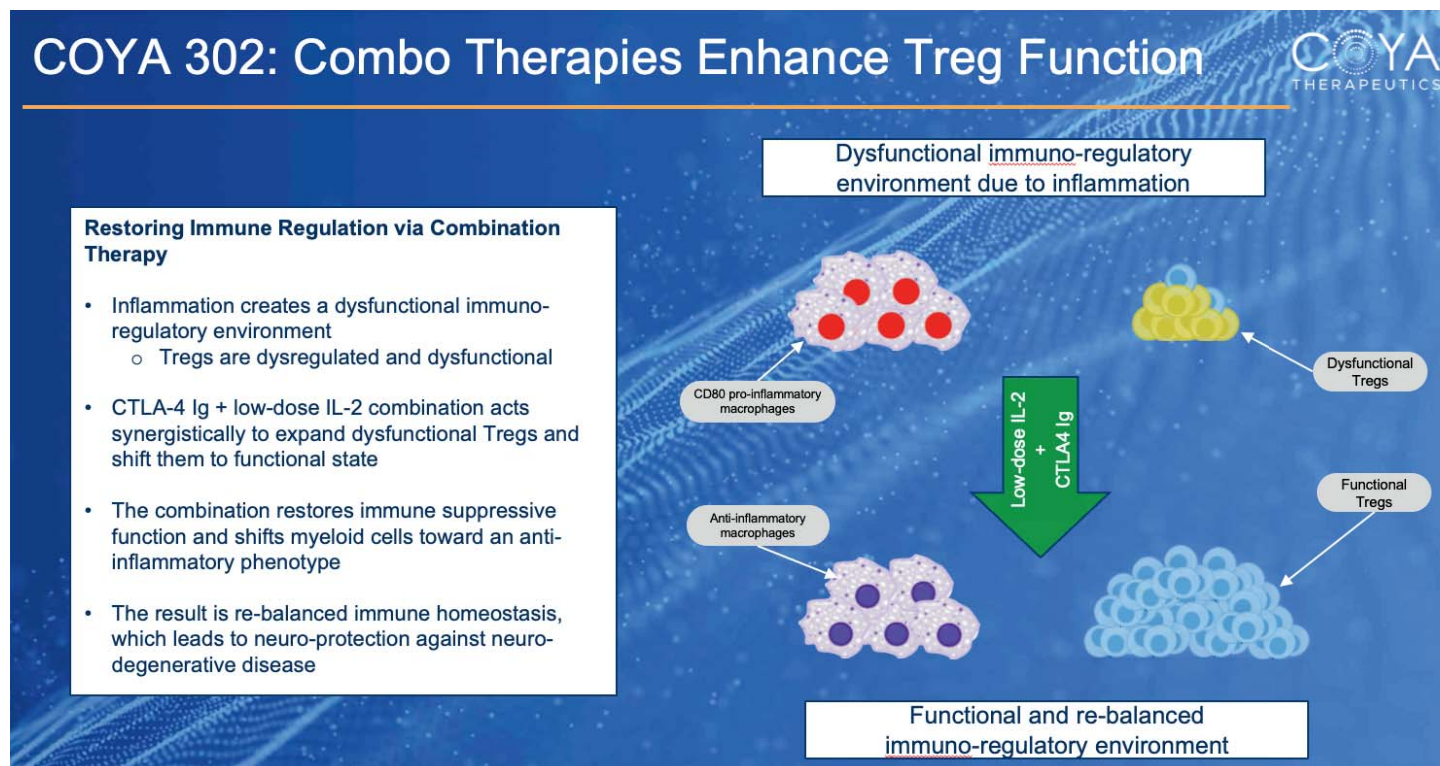 COYA 302: Combo Therapies Enhance Treg Function
COYA
THERAPEUTICS
Dysfunctional immuno-regulatory
environment due to inflammation
Restoring Immune Regulation via Combination
Therapy
• Inflammation creates a dysfunctional immuno-
regulatory environment
o Tregs are dysregulated and dysfunctional
• CTLA-4 Ig + low-dose IL-2 combination acts
synergistically to expand dysfunctional Tregs and
shift them to functional state
• The combination restores immune suppressive
function and shifts myeloid cells toward an anti-
inflammatory phenotype
• The result is re-balanced immune homeostasis,
which leads to neuro-protection against neuro-
degenerative disease
CD80 pro-inflammatory
macrophages
Dysfunctional
Tregs
Low-dose IL-2
+
CTLA4 Ig
Anti-inflammatory
macrophages
Functional
Tregs
Functional and re-balanced
immuno-regulatory environment